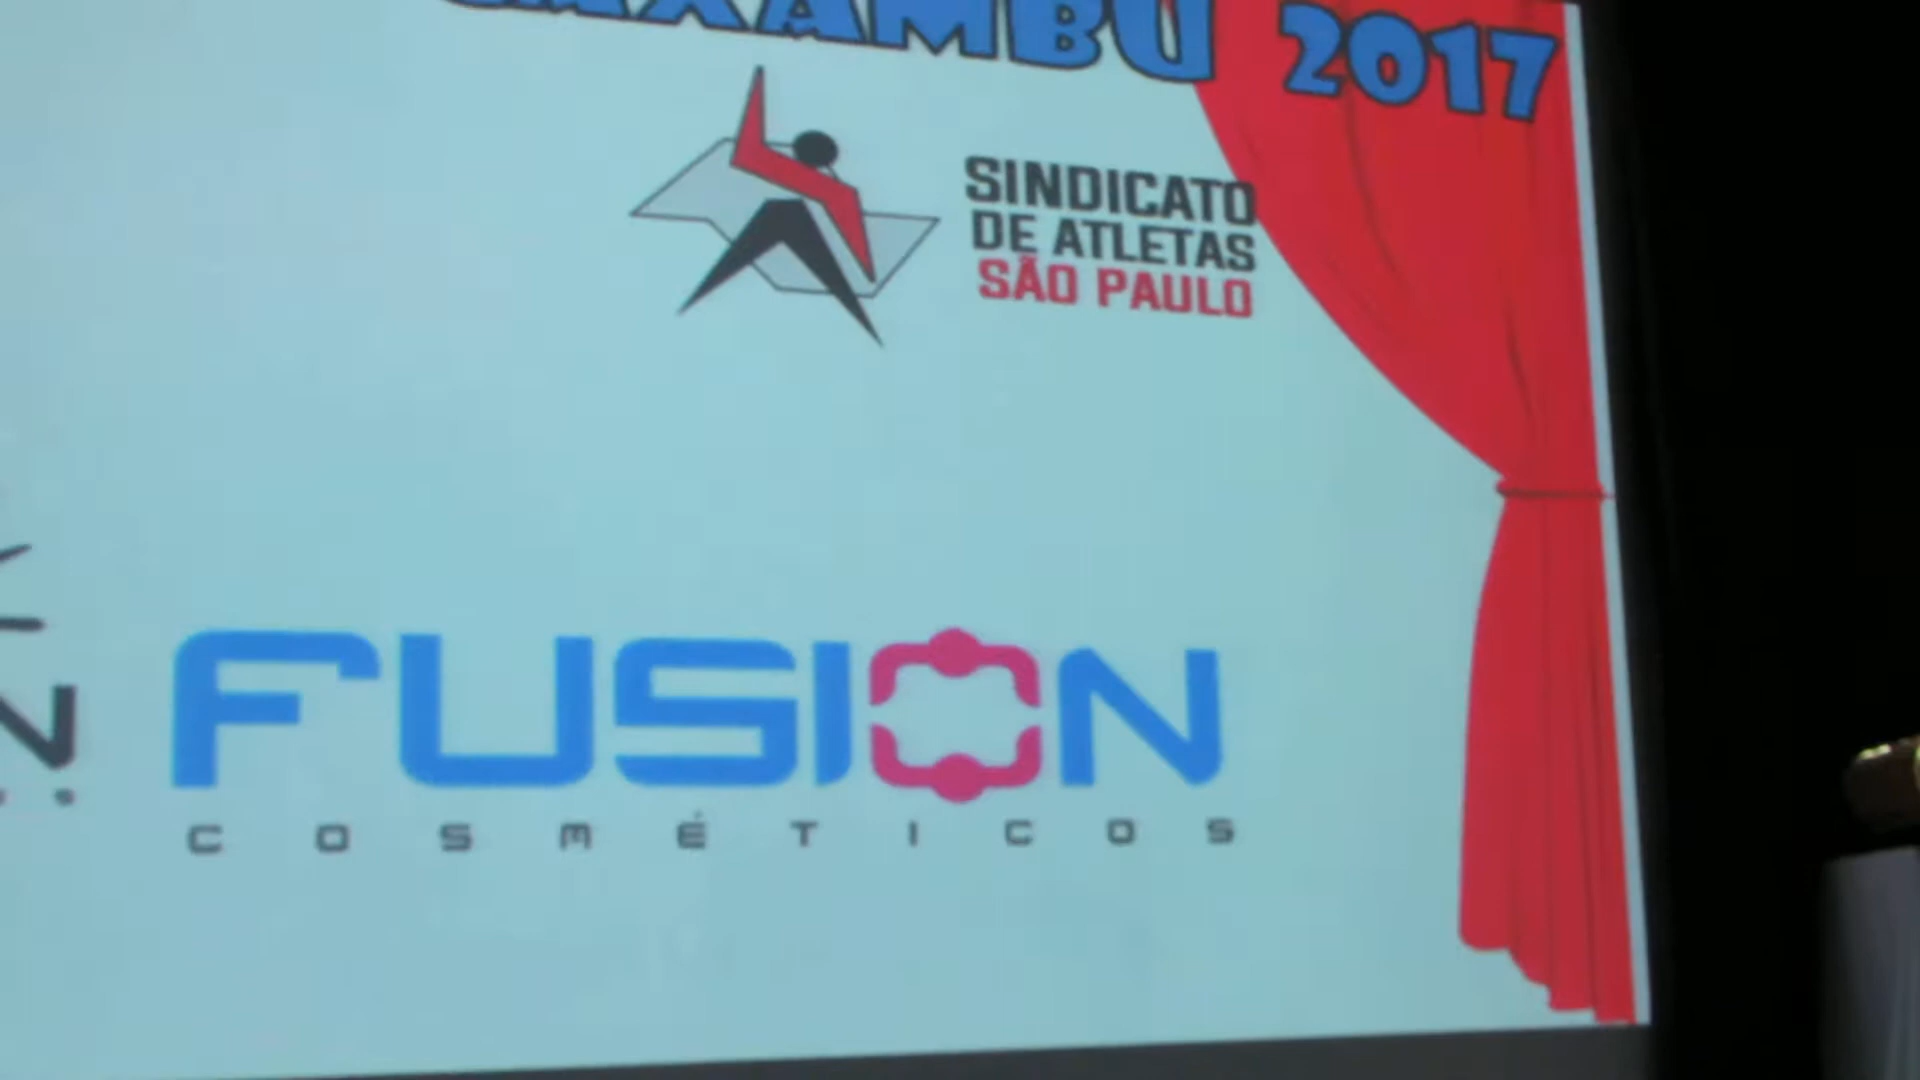 2017
SINDICATO
DE ATLETAS
SÃO PAULO
FUSION
COSMÉTICOS